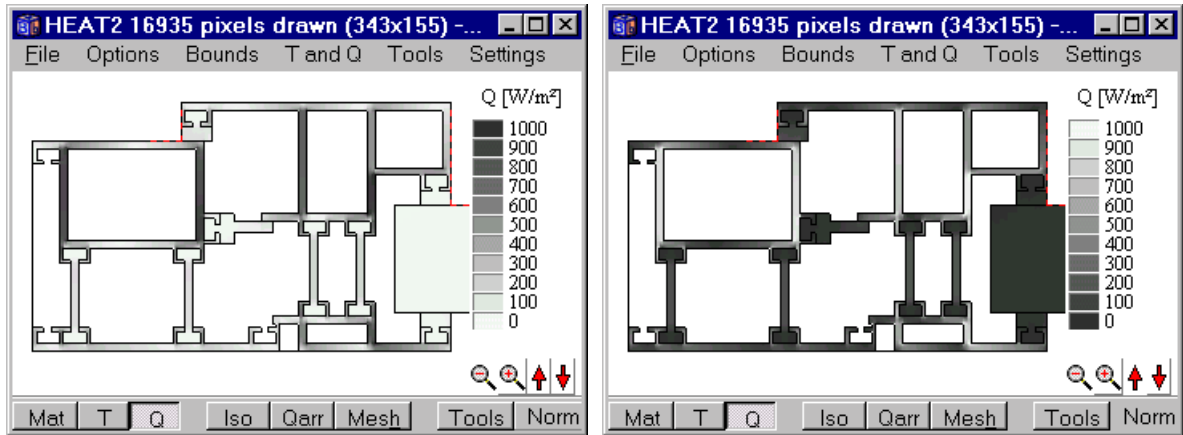 HEAT2 16935 pixels drawn (343x155) -...
File Options Bounds T and Q Tools Settings
Q [W/m²]
1000
900
800
700
600
500
400
300
200
100
0
Mat T Q Iso Qarr Mesh Tools Norm
HEAT2 16935 pixels drawn (343x155) -...
File Options Bounds T and Q Tools Settings
Q [W/m²]
1000
900
800
700
600
500
400
300
200
100
0
Mat T Q Iso Qarr Mesh Tools Norm